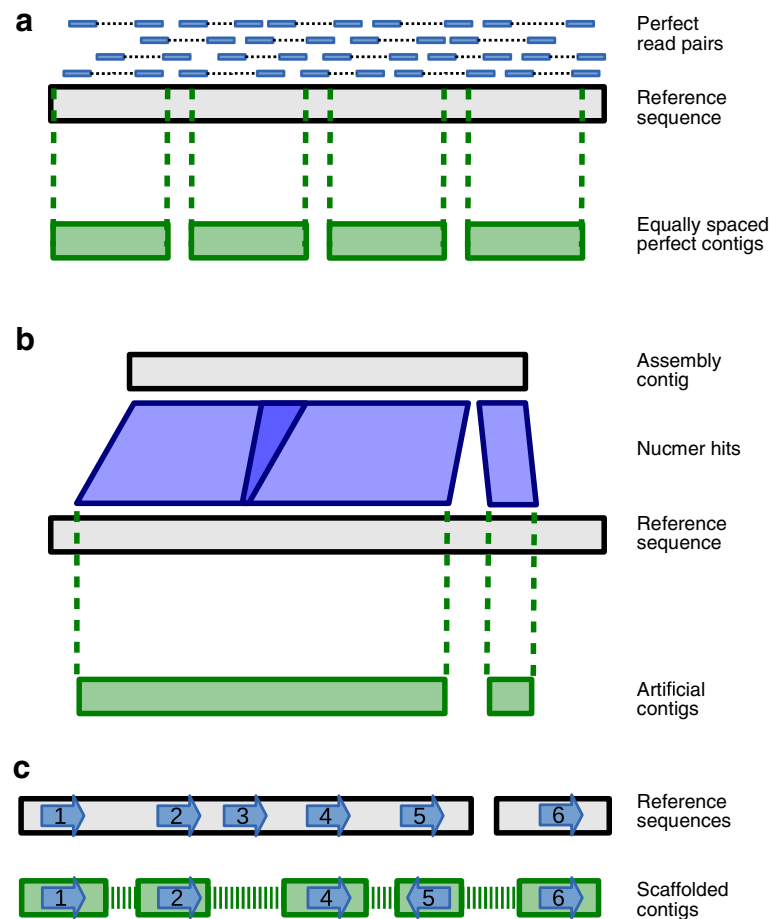 a
Perfect
read pairs
Reference
sequence
Equally spaced
perfect contigs
b
Assembly
contig
Nucmer hits
Reference
sequence
Artificial
contigs
c
1 2 3 4 5 6
Reference
sequences
1 2 4 5 6
Scaffolded
contigs